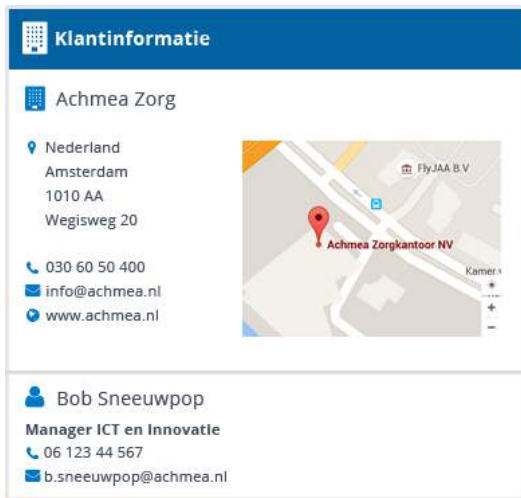 Klantinformatie
Achmea Zorg
Nederland
Amsterdam
1010 AA
Wegisweg 20
FlyJAA B.V
Achmea Zorgkantoor NV
Kamer v
030 60 50 400
info@achmea.nl
www.achmea.nl
Bob Sneeuwpop
Manager ICT en Innovatie
06 123 44 567
b.sneeuwpop@achmea.nl